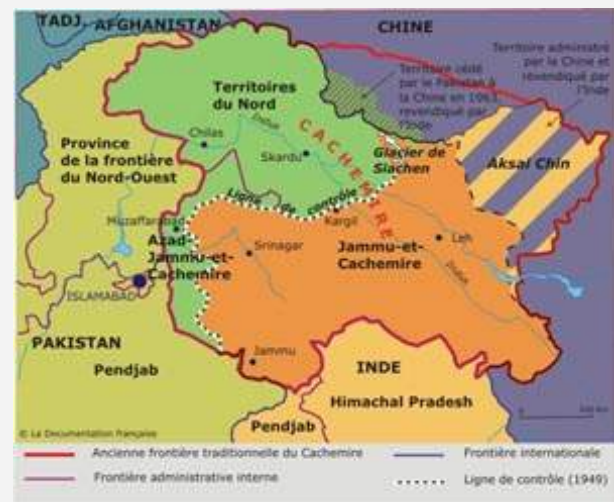 TADJ.
AFGHANISTAN
CHINE
Territoire administré
par la Chine et
revendiqué par
l'Inde
Territoire cédé
par le Pakistan à
la Chine en 1963,
revendiqué par
l'Inde
Territoires
du Nord
Chilas
Indus
CACHEMIRE
Skardu
Glacier de
Siachen
Aksai Chin
Province
de la frontière
du Nord-Ouest
Ligne de contrôle
Muzaffarabad
Kargil
Azad-
Jammu-et-
Cachemire
Srinagar
Jammu-et-
Cachemire
Leh
Indus
ISLAMABAD
PAKISTAN
Pendjab
Jammu
INDE
Himachal Pradesh
Pendjab
© La Documentation française
Ancienne frontière traditionnelle du Cachemire
Frontière internationale
Frontière administrative interne
Ligne de contrôle (1949)